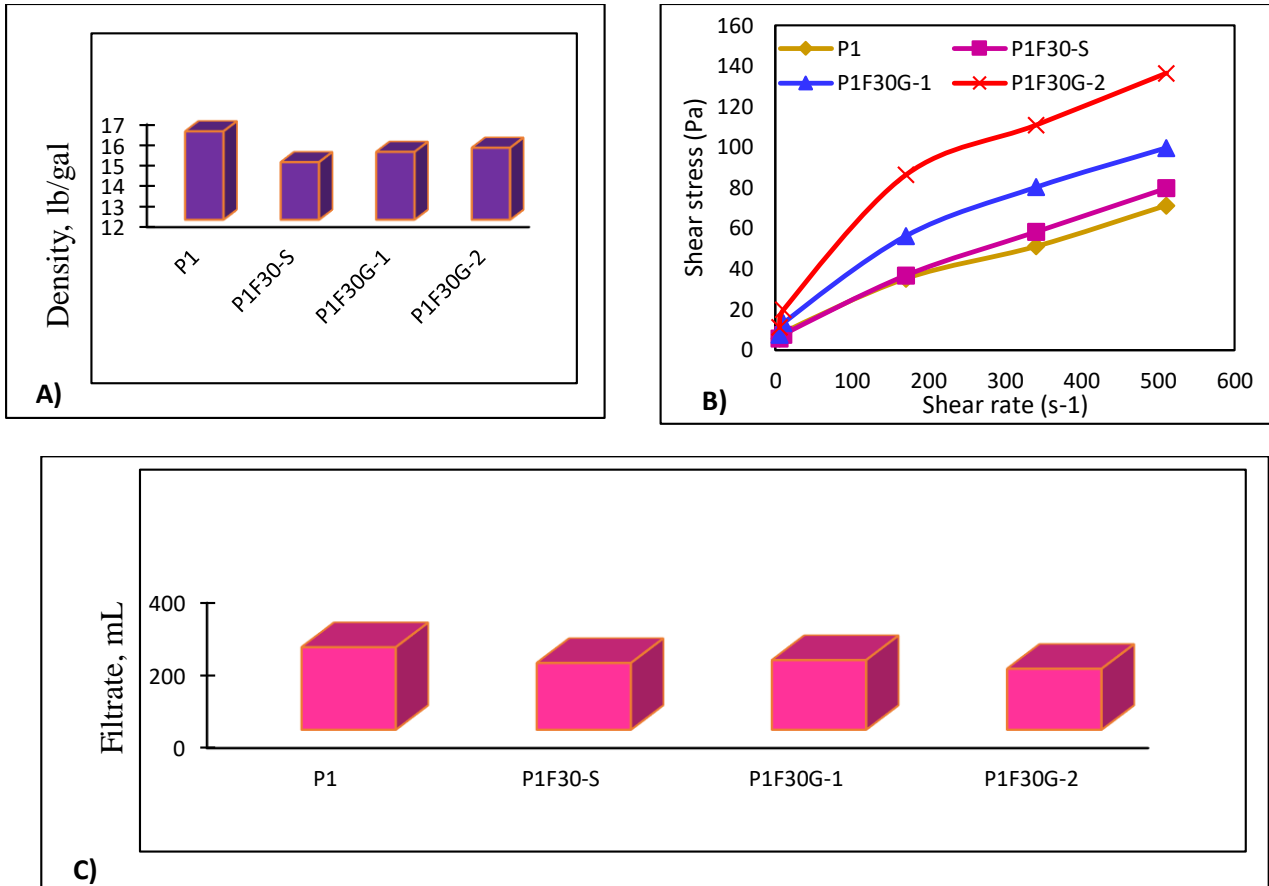 Density, lb/gal
17
16
15
14
13
12
P1
P1F30-S
P1F30G-1
P1F30G-2
A)
Shear stress (Pa)
160
140
120
100
80
60
40
20
0
P1
P1F30-S
P1F30G-1
P1F30G-2
0 100 200 300 400 500 600
Shear rate (s-1)
B)
Filtrate, mL
400
200
0
P1 P1F30-S P1F30G-1 P1F30G-2
C)